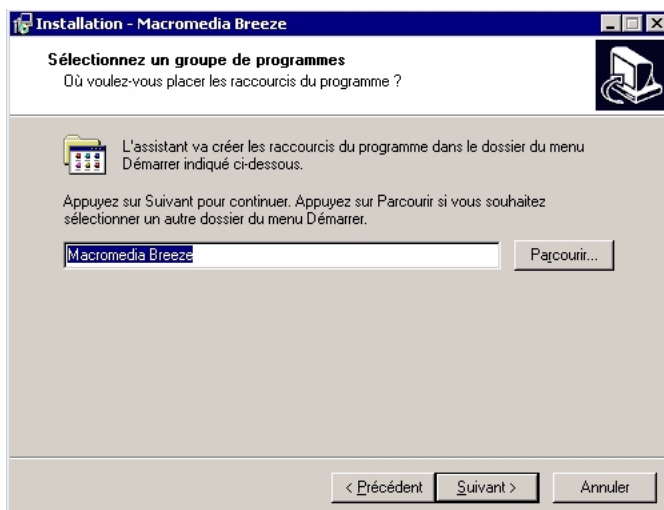 Installation - Macromedia Breeze
Sélectionnez un groupe de programmes
Où voulez-vous placer les raccourcis du programme ?
L'assistant va créer les raccourcis du programme dans le dossier du menu
Démarrer indiqué ci-dessous.
Appuyez sur Suivant pour continuer. Appuyez sur Parcourir si vous souhaitez
sélectionner un autre dossier du menu Démarrer.
Macromedia Breeze
Parcourir...
< Précédent
Suivant >
Annuler